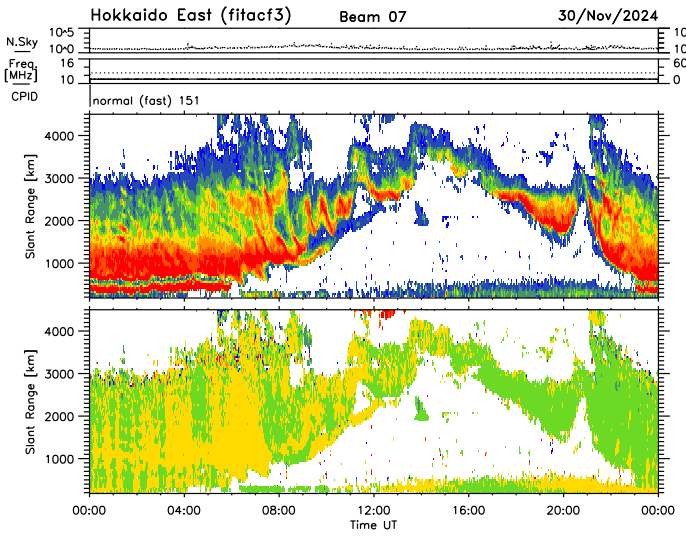 Hokkaido East (fitacf3) Beam 07 30/Nov/2024
N.Sky 10^5 10^0 10 10
Freq. [MHz] 16 10 60 0
CPID normal (fast) 151
4000
3000
2000
1000
Slant Range [km]
4000
3000
2000
1000
Slant Range [km]
00:00 04:00 08:00 12:00 16:00 20:00 00:00
Time UT